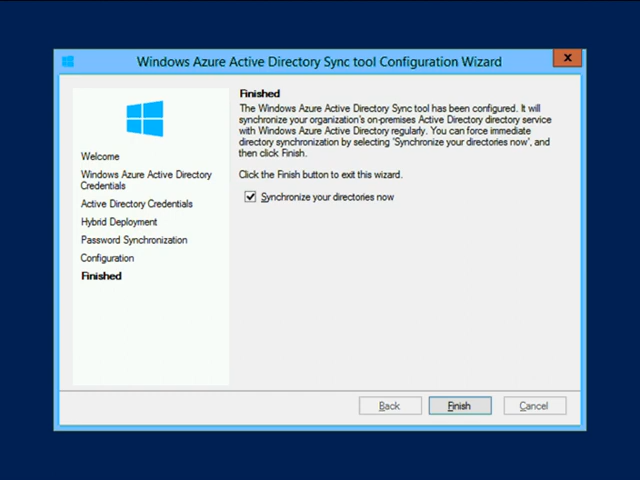 Windows Azure Active Directory Sync tool Configuration Wizard
x
Welcome
Windows Azure Active Directory
Credentials
Active Directory Credentials
Hybrid Deployment
Password Synchronization
Configuration
Finished
Finished
The Windows Azure Active Directory Sync tool has been configured. It will
synchronize your organization's on-premises Active Directory directory service
with Windows Azure Active Directory regularly. You can force immediate
directory synchronization by selecting 'Synchronize your directories now', and
then click Finish.
Click the Finish button to exit this wizard.
Synchronize your directories now
Back
Finish
Cancel